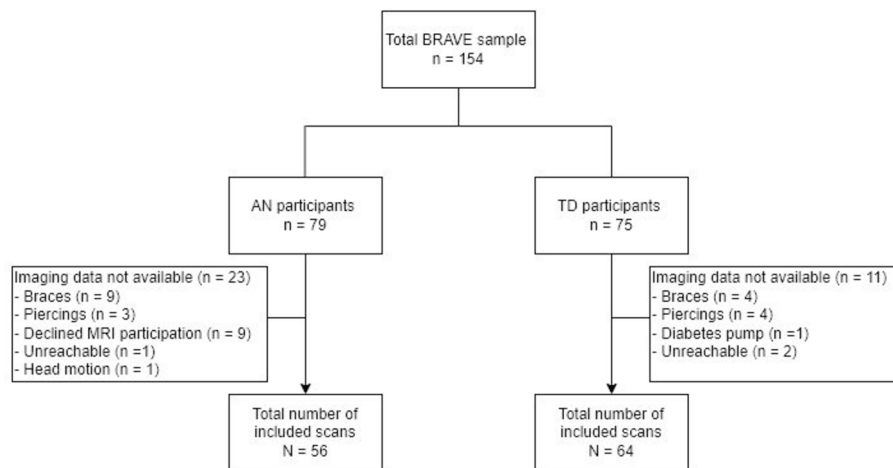 Total BRAVE sample
n = 154
AN participants
n = 79
TD participants
n = 75
Imaging data not available (n = 23)
- Braces (n = 9)
- Piercings (n = 3)
- Declined MRI participation (n = 9)
- Unreachable (n =1)
- Head motion (n = 1)
Imaging data not available (n = 11)
- Braces (n = 4)
- Piercings (n = 4)
- Diabetes pump (n =1)
- Unreachable (n = 2)
Total number of
included scans
N = 56
Total number of
included scans
N = 64